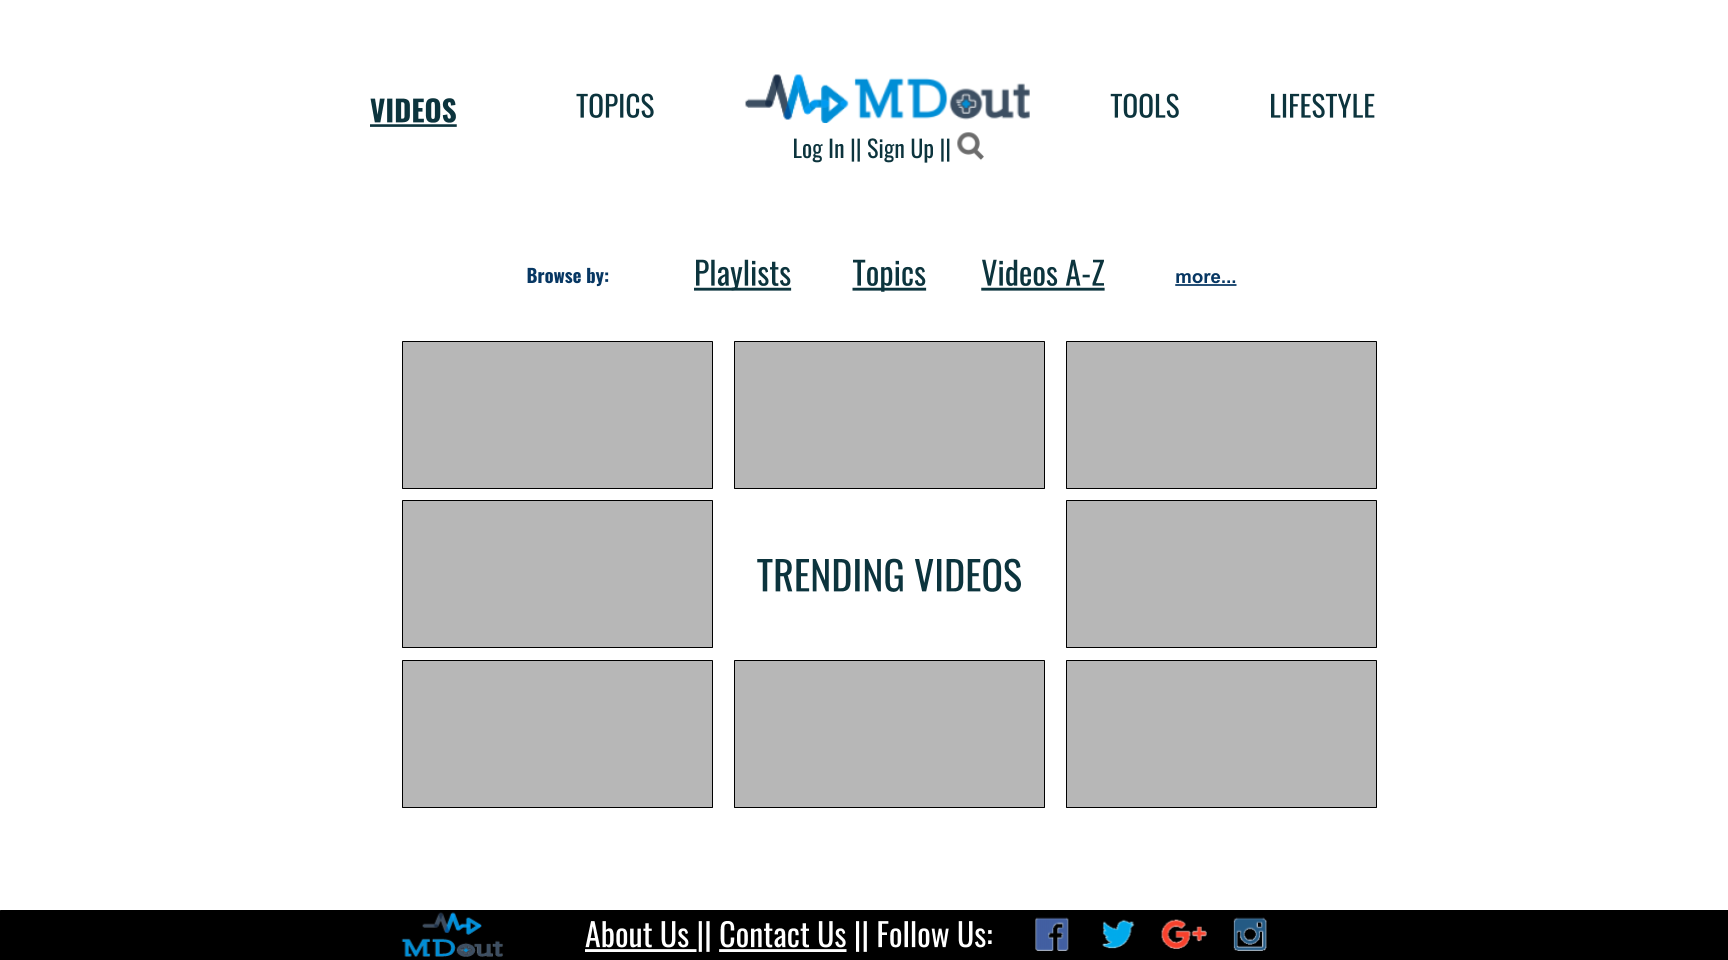 VIDEOS TOPICS MDout TOOLS LIFESTYLE
Log In || Sign Up ||
Browse by: Playlists Topics Videos A-Z more...
TRENDING VIDEOS
MDout About Us || Contact Us || Follow Us: f G+